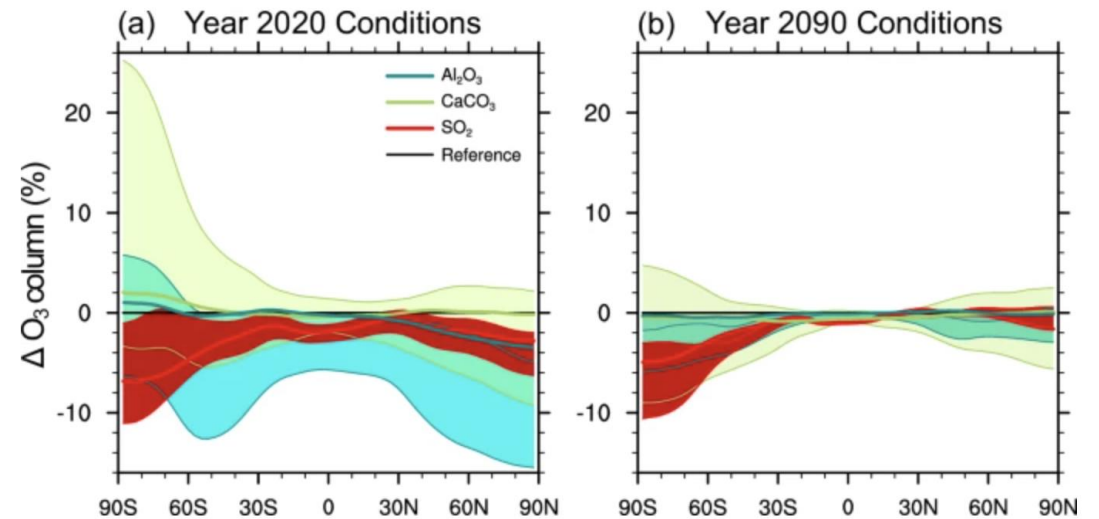 (a) Year 2020 Conditions
Al₂O₃
CaCO₃
SO₂
Reference
Δ O₃ column (%)
20
10
0
-10
90S 60S 30S 0 30N 60N 90N
(b) Year 2090 Conditions
20
10
0
-10
90S 60S 30S 0 30N 60N 90N